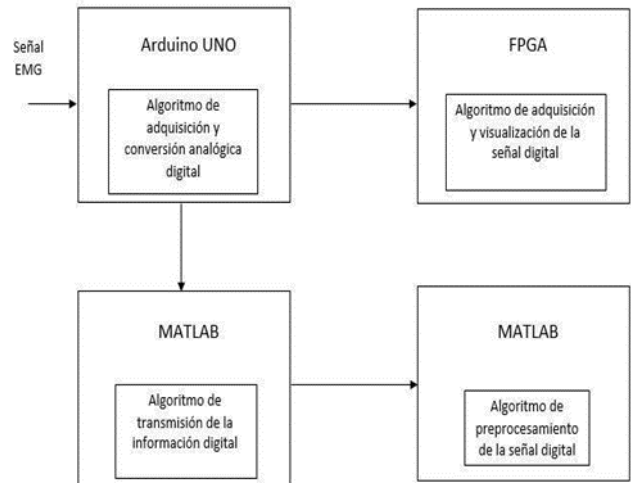 Señal
EMG
Arduino UNO
Algoritmo de
adquisición y
conversión analógica
digital
FPGA
Algoritmo de adquisición
y visualización de la
señal digital
MATLAB
Algoritmo de
transmisión de la
información digital
MATLAB
Algoritmo de
preprocesamiento
de la señal digital